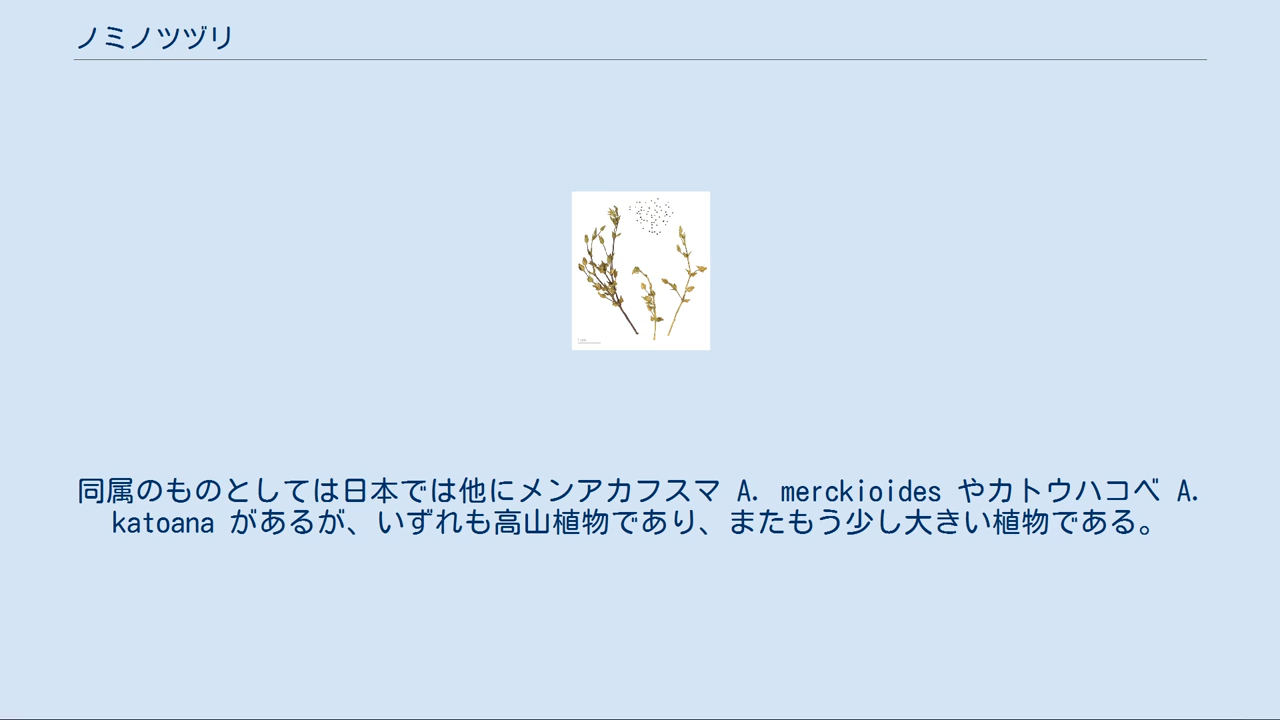 ノミノツヅリ
同属のものとしては日本では他にメンアカフスマ A. merckioides やカトウハコベ A.
katoana があるが、いずれも高山植物であり、またもう少し大きい植物である。